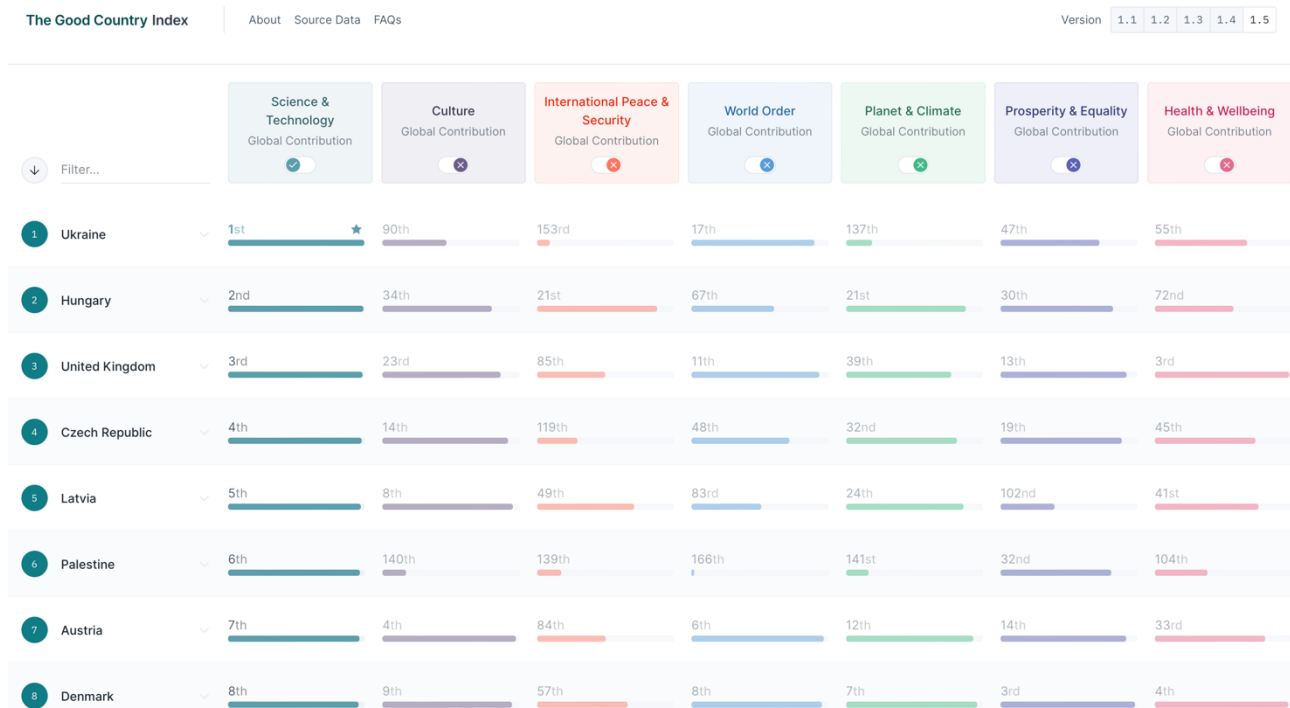 The Good Country Index
About Source Data FAQs
Version 1.1 1.2 1.3 1.4 1.5
Science &
Technology
Global Contribution
Culture
Global Contribution
International Peace &
Security
Global Contribution
World Order
Global Contribution
Planet & Climate
Global Contribution
Prosperity & Equality
Global Contribution
Health & Wellbeing
Global Contribution
Filter...
1 Ukraine 1st 90th 153rd 17th 137th 47th 55th
2 Hungary 2nd 34th 21st 67th 21st 30th 72nd
3 United Kingdom 3rd 23rd 85th 11th 39th 13th 3rd
4 Czech Republic 4th 14th 119th 48th 32nd 19th 45th
5 Latvia 5th 8th 49th 83rd 24th 102nd 41st
6 Palestine 6th 140th 139th 166th 141st 32nd 104th
7 Austria 7th 4th 84th 6th 12th 14th 33rd
8 Denmark 8th 9th 57th 8th 7th 3rd 4th